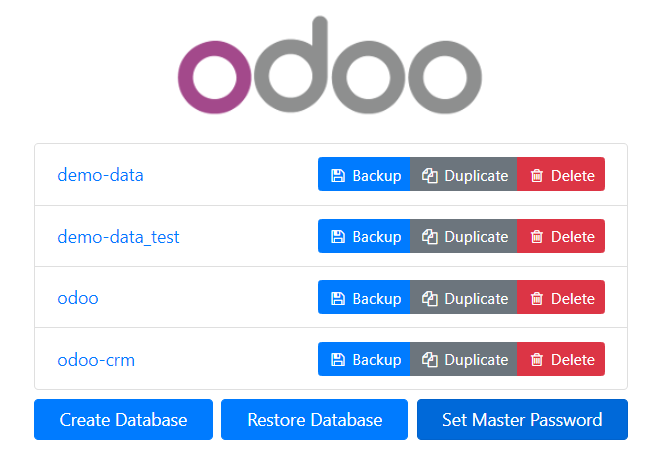 odoo
demo-data Backup Duplicate Delete
demo-data_test Backup Duplicate Delete
odoo Backup Duplicate Delete
odoo-crm Backup Duplicate Delete
Create Database Restore Database Set Master Password